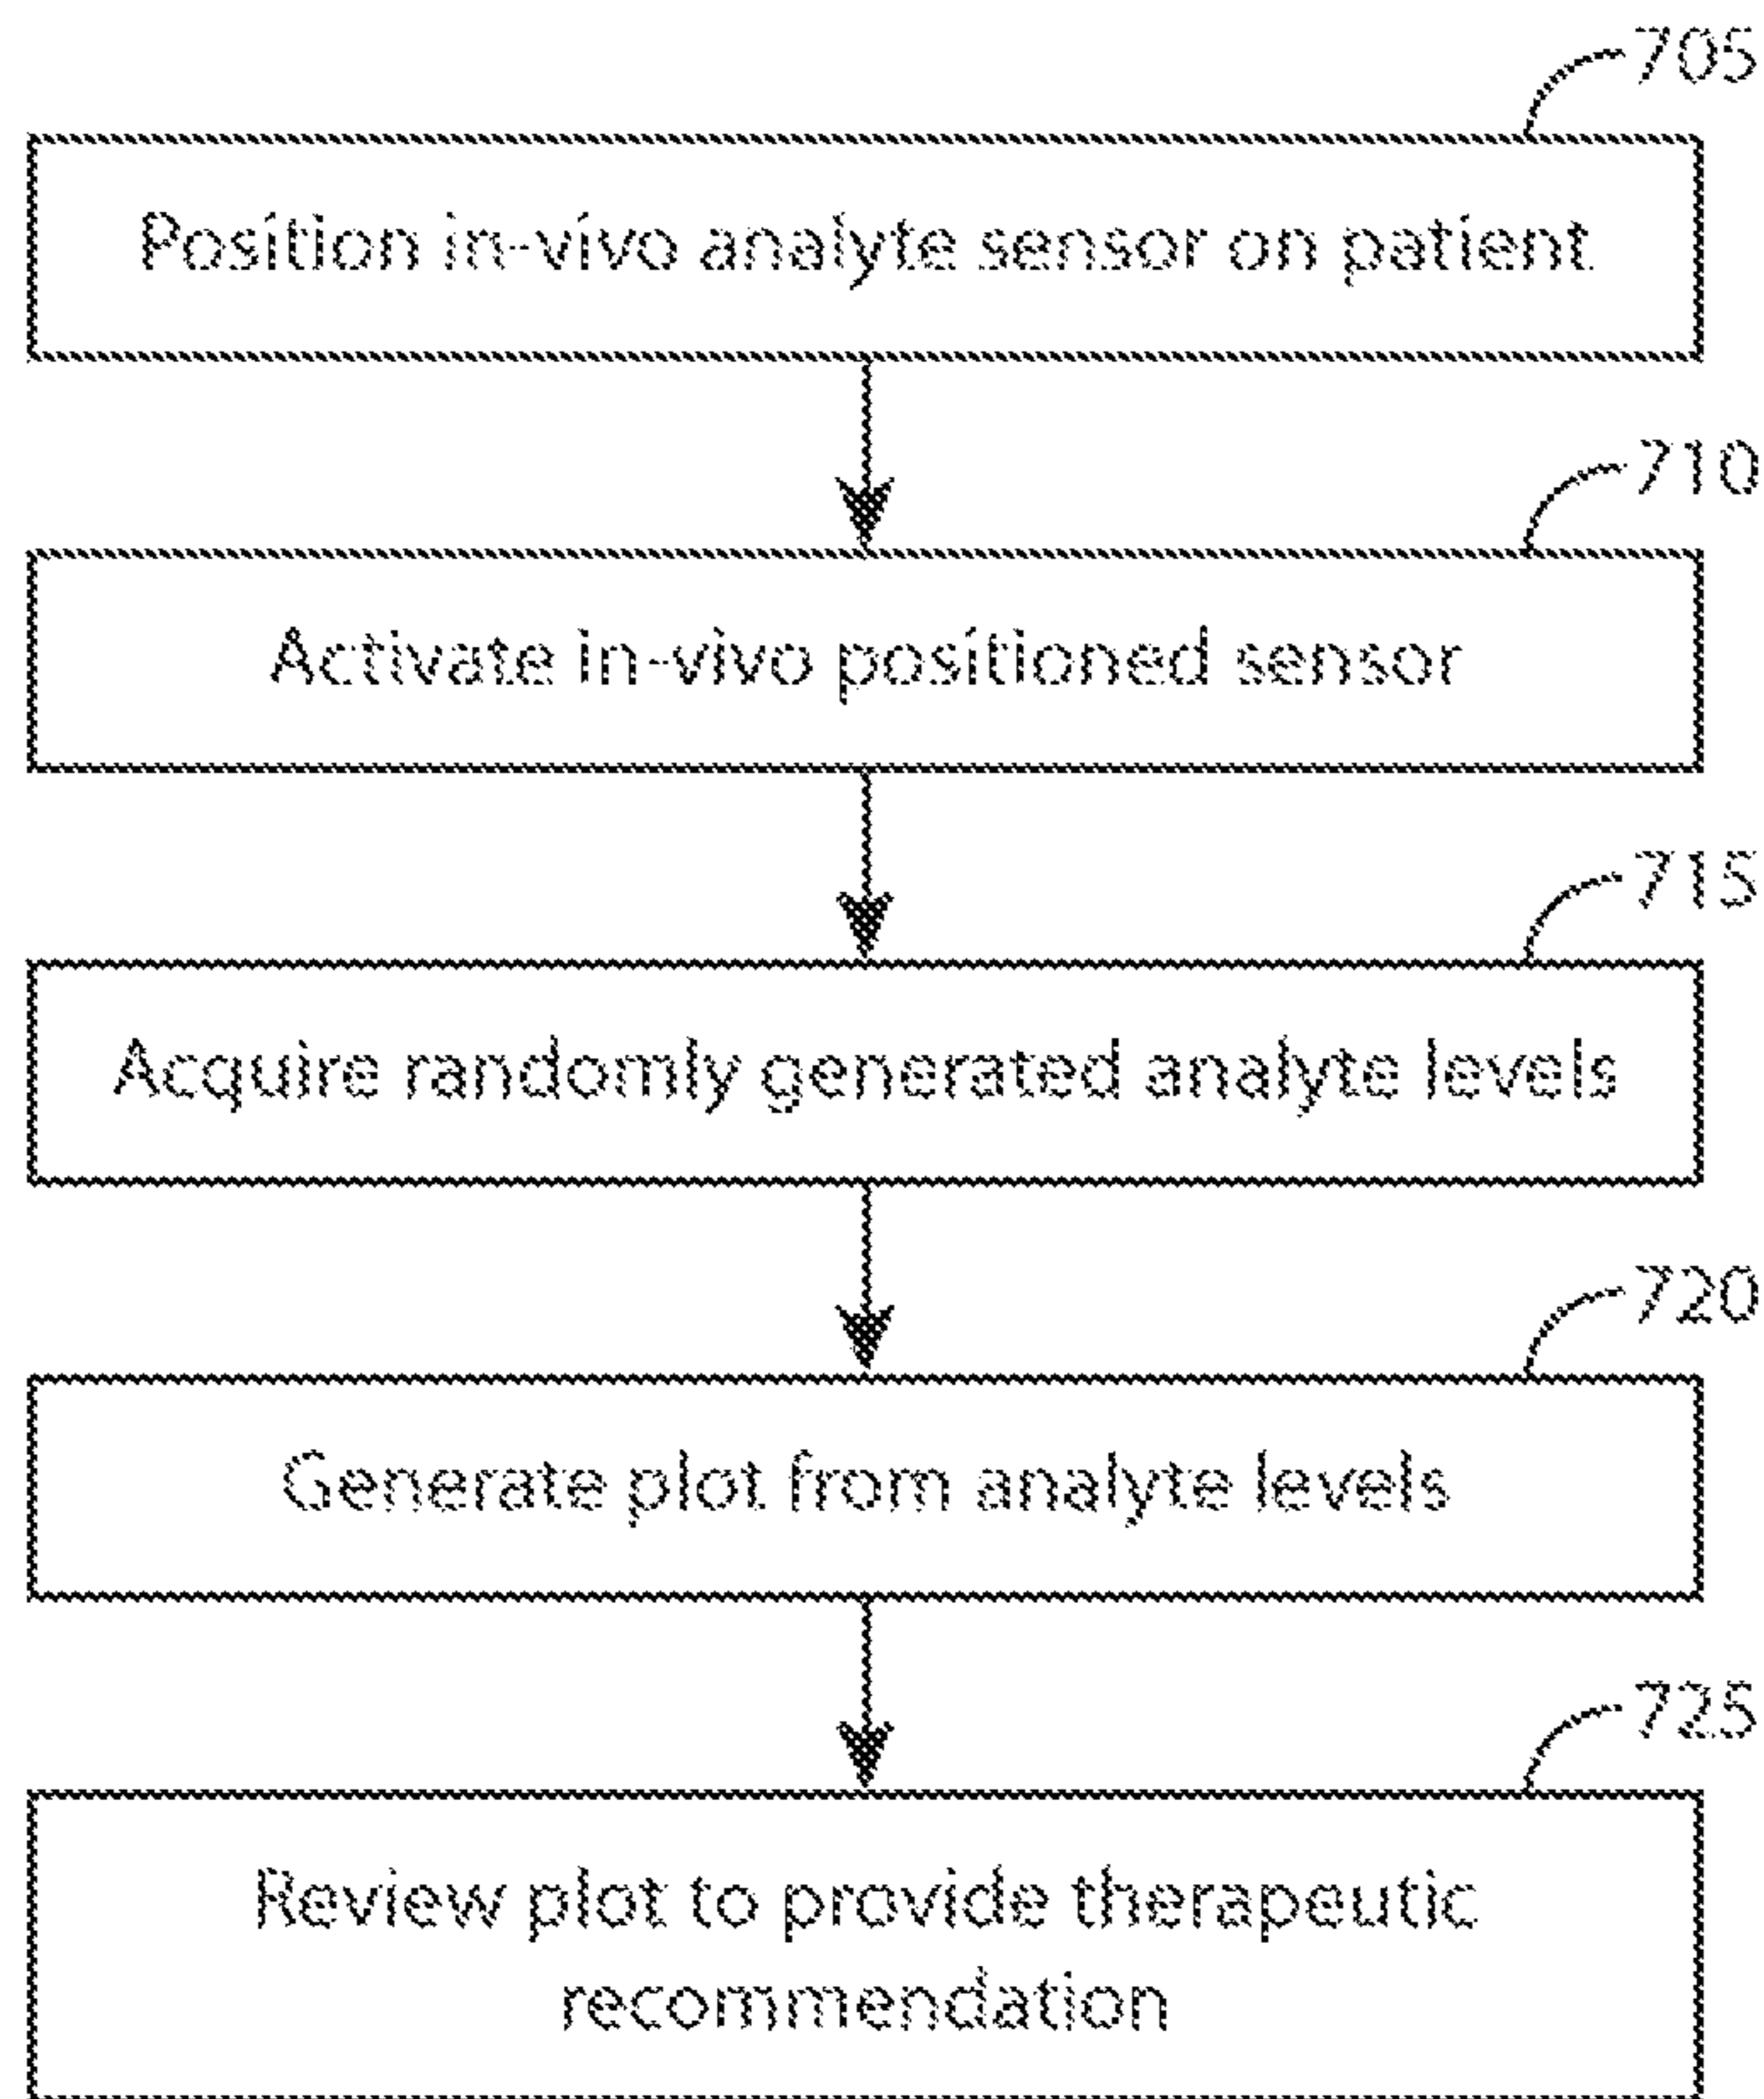 705
Position in-vivo analyte sensor on patient
710
Activate in-vivo positioned sensor
715
Acquire randomly generated analyte levels
720
Generate plot from analyte levels
725
Review plot to provide therapeutic
recommendation